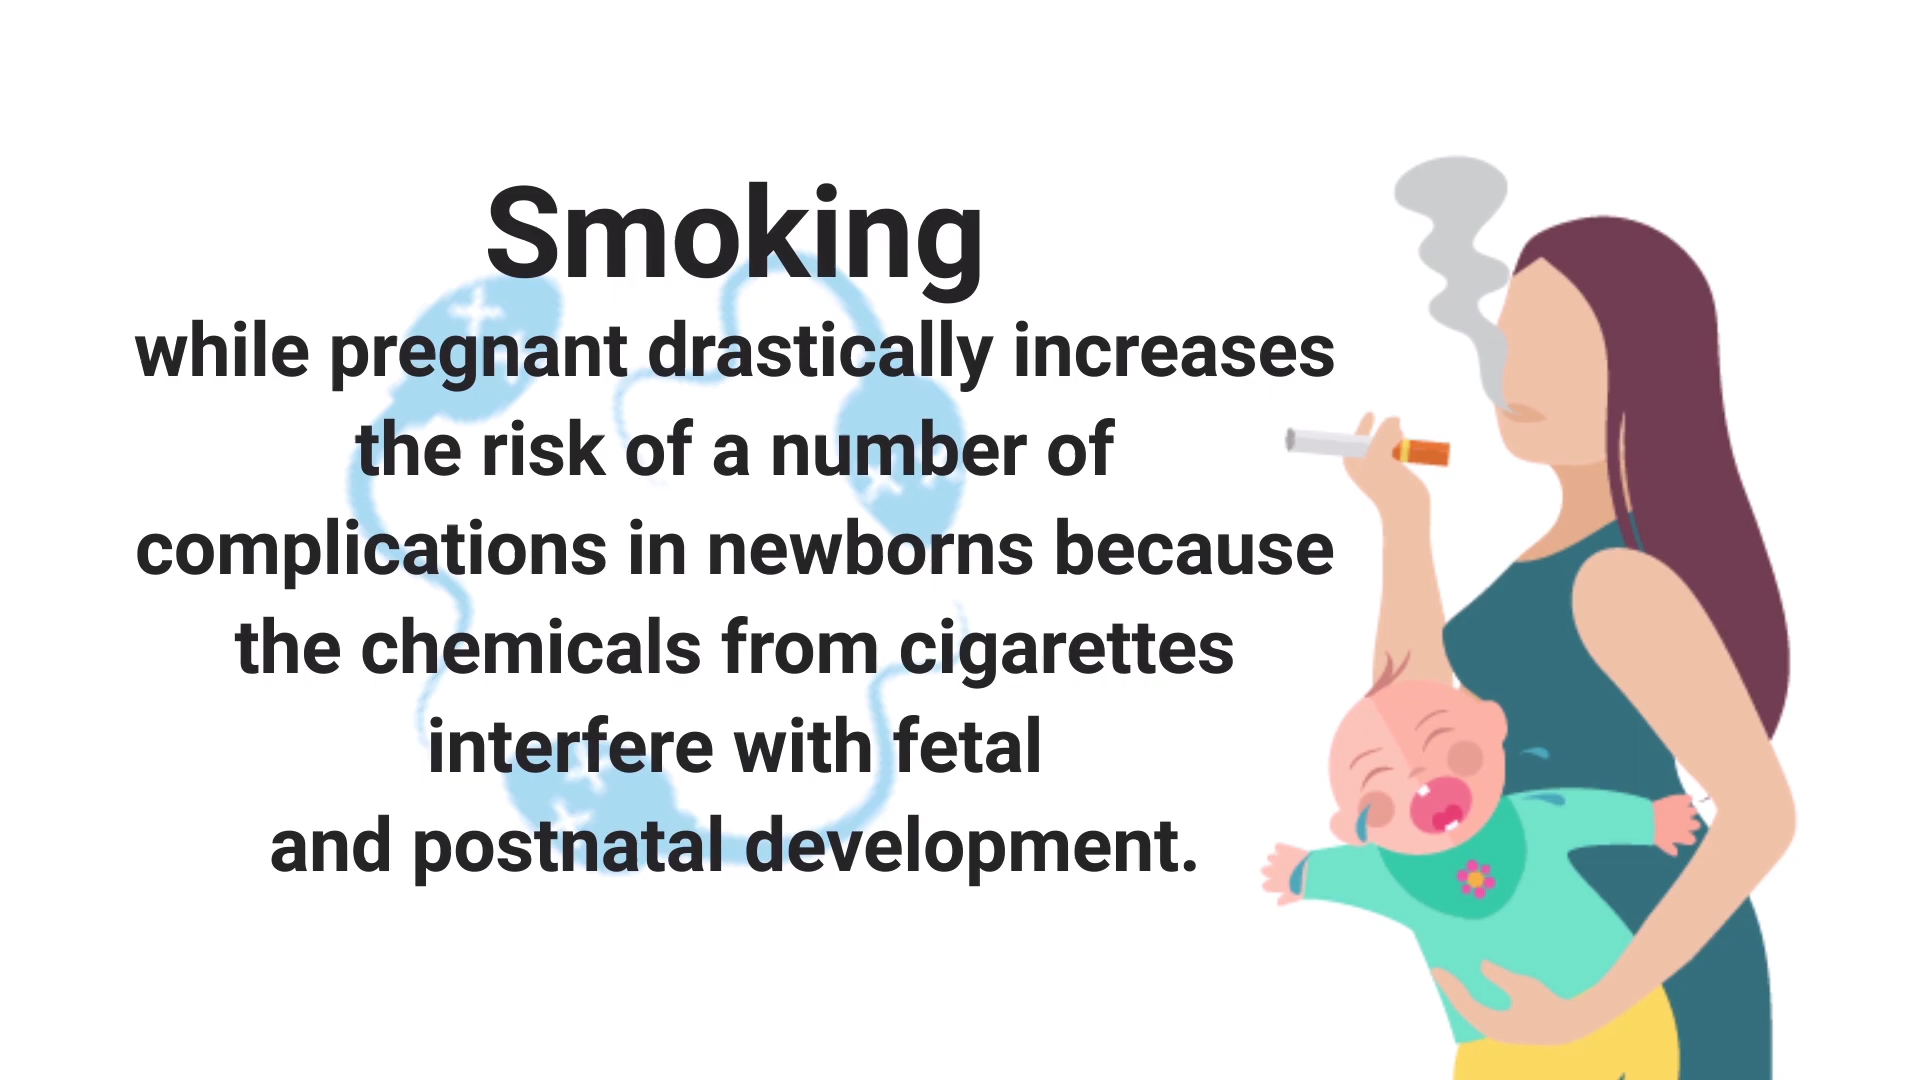 Smoking
while pregnant drastically increases
the risk of a number of
complications in newborns because
the chemicals from cigarettes
interfere with fetal
and postnatal development.